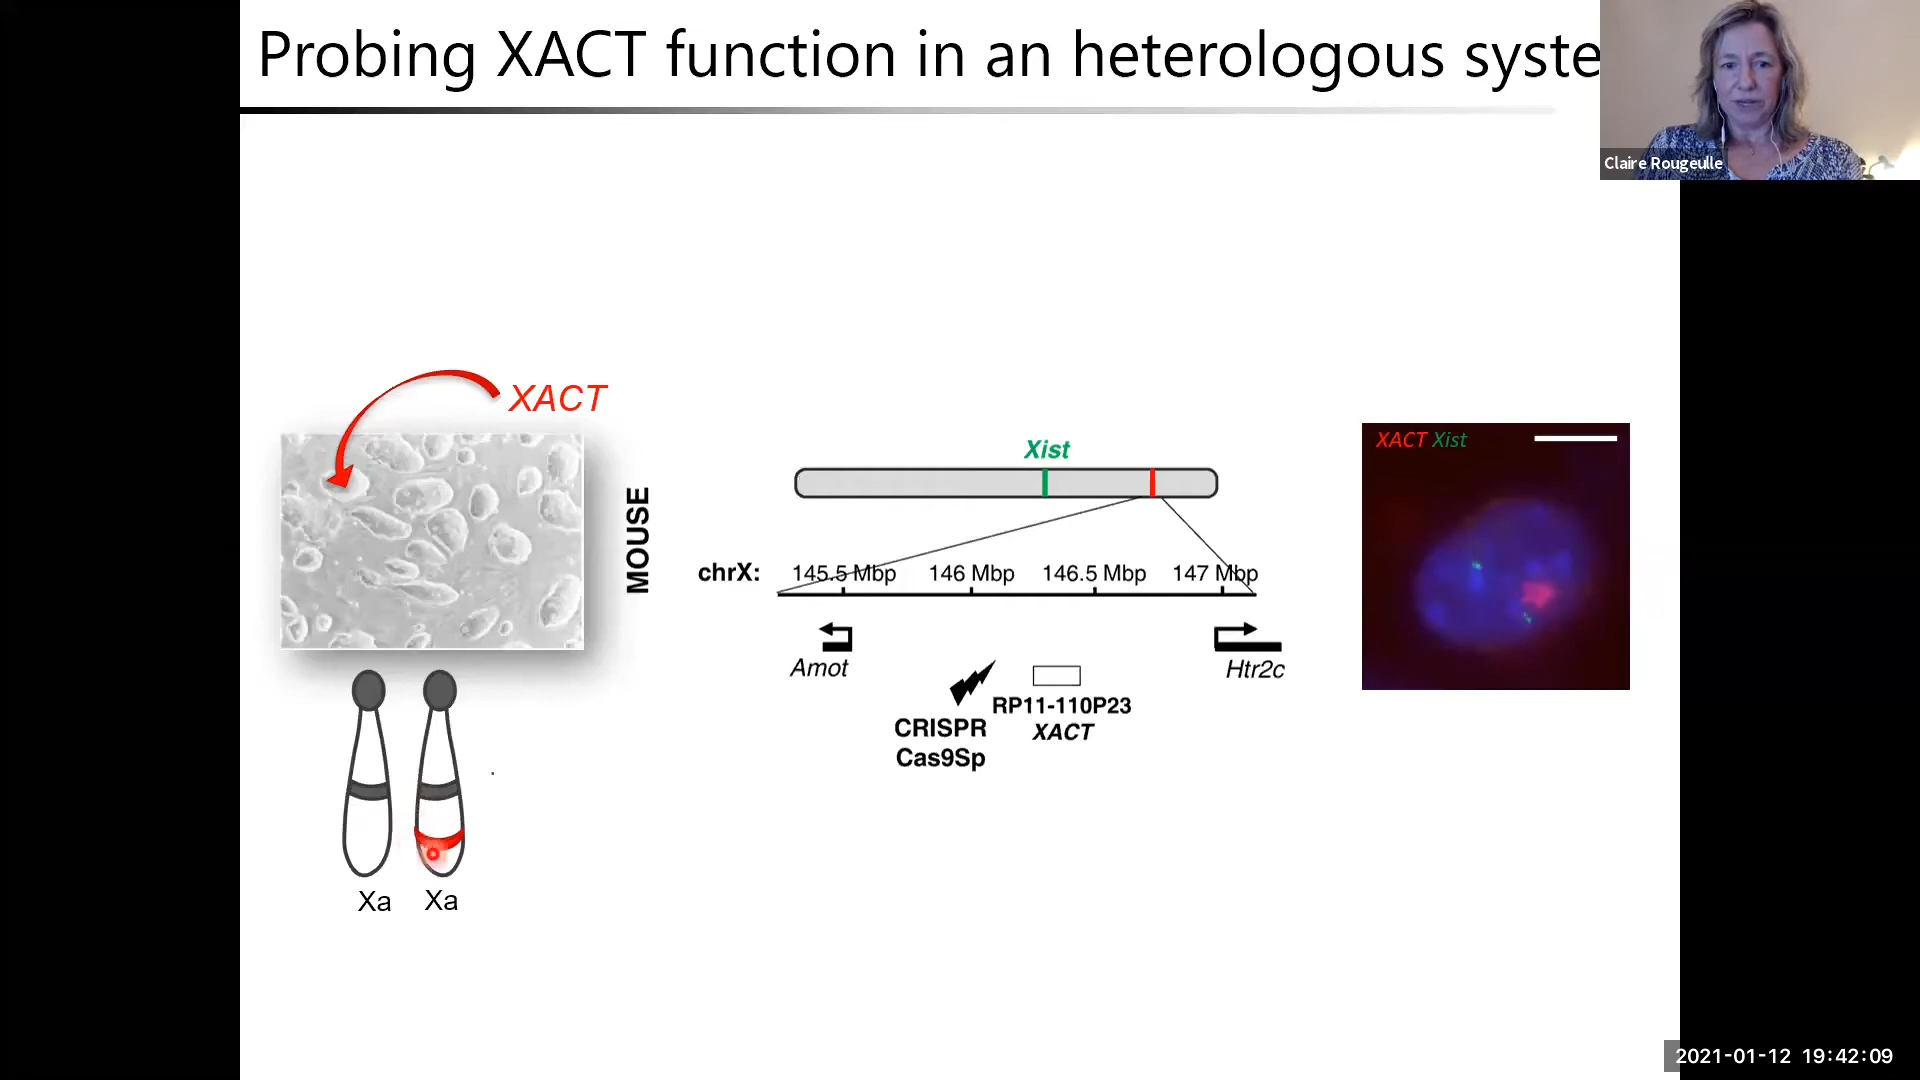 Probing XACT function in an heterologous syste
Claire Rougeulle
XACT
MOUSE
Xa Xa
Xist
chrX: 145.5 Mbp 146 Mbp 146.5 Mbp 147 Mbp
Amot
Htr2c
CRISPR
Cas9Sp
RP11-110P23
XACT
XACT Xist
2021-01-12 19:42:09